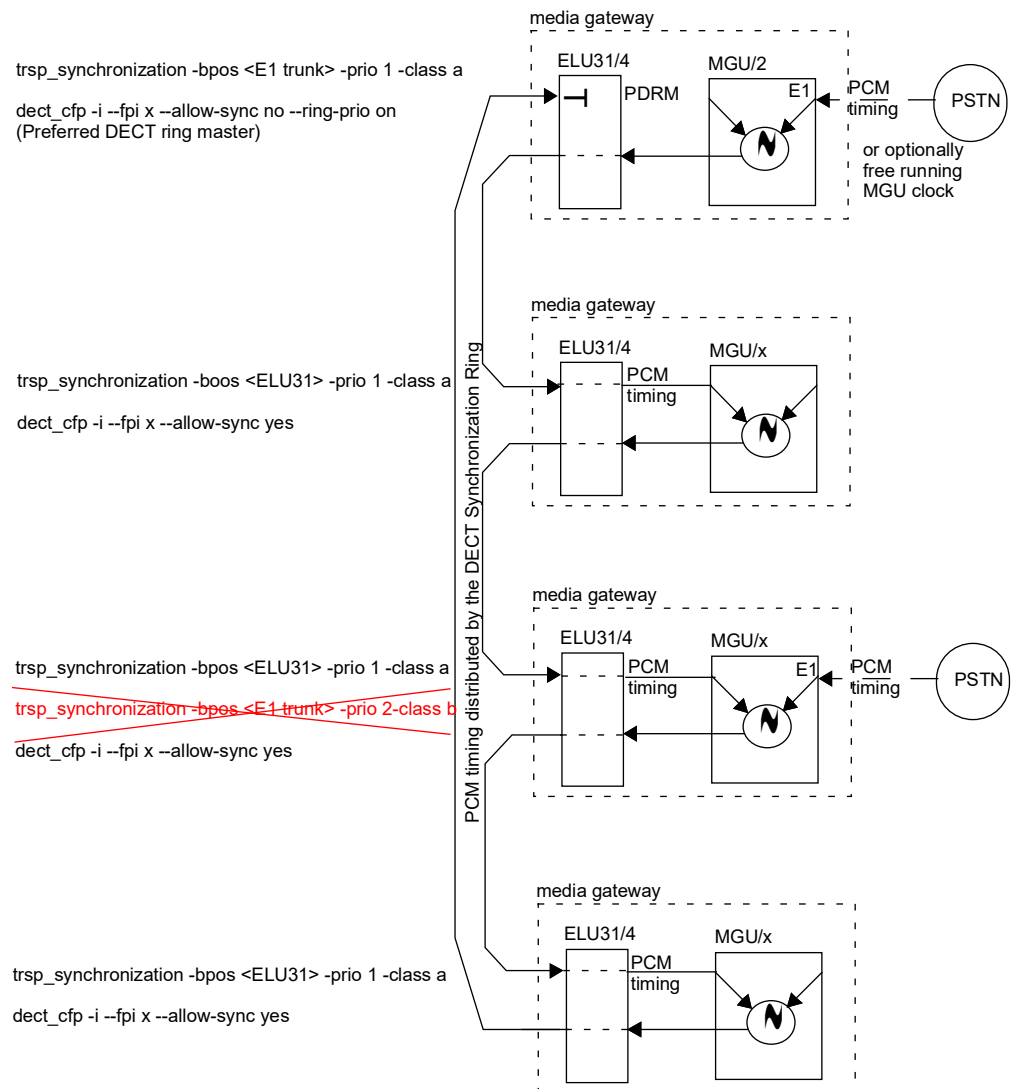 media gateway
trsp_synchronization -bpos <E1 trunk> -prio 1 -class a
dect_cfp -i --fpi x --allow-sync no --ring-prio on
(Preferred DECT ring master)
ELU31/4
MGU/2
PDRM
E1
PCM
timing
PSTN
or optionally
free running
MGU clock
media gateway
ELU31/4
MGU/x
trsp_synchronization -boos <ELU31> -prio 1 -class a
dect_cfp -i --fpi x --allow-sync yes
PCM
timing
PCM timing distributed by the DECT Synchronization Ring
media gateway
ELU31/4
MGU/x
trsp_synchronization -bpos <ELU31> -prio 1 -class a
trsp_synchronization -bpos <E1 trunk> -prio 2-class b
dect_cfp -i --fpi x --allow-sync yes
PCM
timing
E1
PCM
timing
PSTN
media gateway
ELU31/4
MGU/x
trsp_synchronization -bpos <ELU31> -prio 1 -class a
dect_cfp -i --fpi x --allow-sync yes
PCM
timing